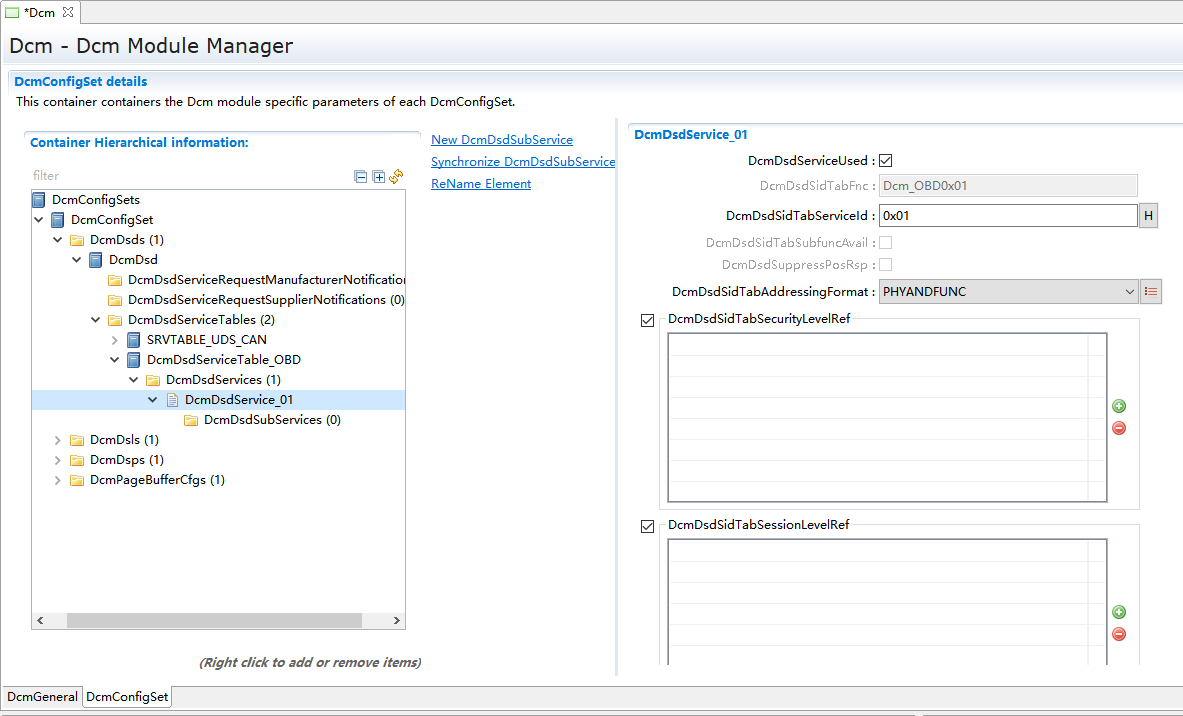 *Dcm
Dcm - Dcm Module Manager
DcmConfigSet details
This container containers the Dcm module specific parameters of each DcmConfigSet.
Container Hierarchical information:
filter
DcmConfigSets
DcmConfigSet
DcmDsds (1)
DcmDsd
DcmDsdServiceRequestManufacturerNotification
DcmDsdServiceRequestSupplierNotifications (0)
DcmDsdServiceTables (2)
SRVTABLE_UDS_CAN
DcmDsdServiceTable_OBD
DcmDsdServices (1)
DcmDsdService_01
DcmDsdSubServices (0)
DcmDsls (1)
DcmDsps (1)
DcmPageBufferCfgs (1)
(Right click to add or remove items)
New DcmDsdSubService
Synchronize DcmDsdSubService
ReName Element
DcmDsdService_01
DcmDsdServiceUsed :
DcmDsdSidTabFnc : Dcm_OBD0x01
DcmDsdSidTabServiceId : 0x01 H
DcmDsdSidTabSubfuncAvail :
DcmDsdSuppressPosRsp :
DcmDsdSidTabAddressingFormat : PHYANDFUNC
DcmDsdSidTabSecurityLevelRef
DcmDsdSidTabSessionLevelRef
DcmGeneral DcmConfigSet